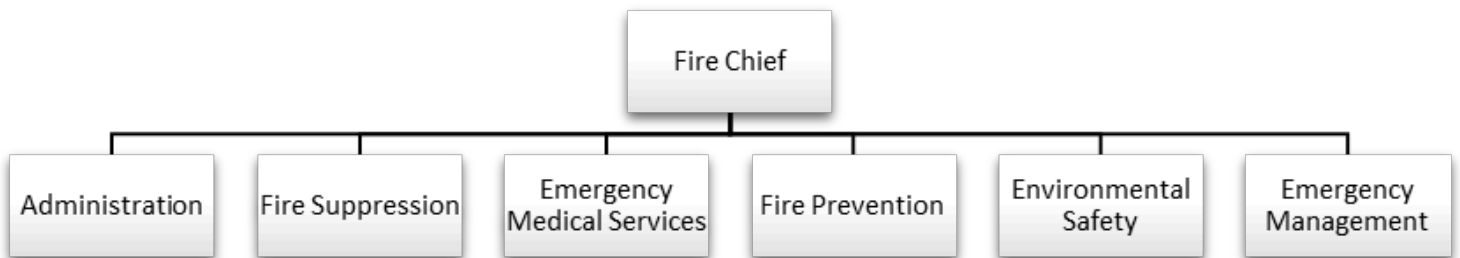 Fire Chief
Administration
Fire Suppression
Emergency
Medical Services
Fire Prevention
Environmental
Safety
Emergency
Management